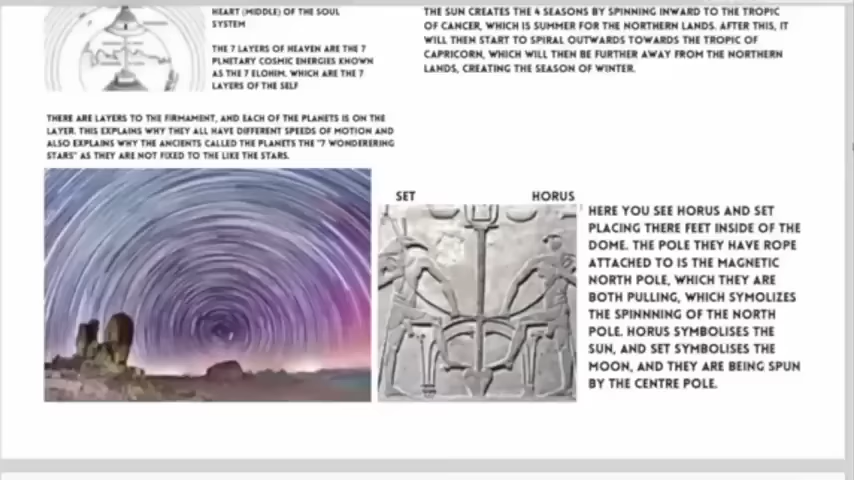 HEART (MIDDLE) OF THE SOUL
SYSTEM
THE 7 LAYERS OF HEAVEN ARE THE 7
PLNETARY COSMIC ENERGIES KNOWN
AS THE 7 ELOHIM. WHICH ARE THE 7
LAYERS OF THE SELF
THE SUN CREATES THE 4 SEASONS BY SPINNING INWARD TO THE TROPIC
OF CANCER, WHICH IS SUMMER FOR THE NORTHERN LANDS. AFTER THIS, IT
WILL THEN START TO SPIRAL OUTWARDS TOWARDS THE TROPIC OF
CAPRICORN, WHICH WILL THEN BE FURTHER AWAY FROM THE NORTHERN
LANDS, CREATING THE SEASON OF WINTER.
THERE ARE LAYERS TO THE FIRMAMENT, AND EACH OF THE PLANETS IS ON THE
LAYER. THIS EXPLAINS WHY THEY ALL HAVE DIFFERENT SPEEDS OF MOTION AND
ALSO EXPLAINS WHY THE ANCIENTS CALLED THE PLANETS THE "7 WONDERERING
STARS" AS THEY ARE NOT FIXED TO THE LIKE THE STARS.
SET
HORUS
HERE YOU SEE HORUS AND SET
PLACING THERE FEET INSIDE OF THE
DOME. THE POLE THEY HAVE ROPE
ATTACHED TO IS THE MAGNETIC
NORTH POLE, WHICH THEY ARE
BOTH PULLING, WHICH SYMOLIZES
THE SPINNNING OF THE NORTH
POLE. HORUS SYMBOLISES THE
SUN, AND SET SYMBOLISES THE
MOON, AND THEY ARE BEING SPUN
BY THE CENTRE POLE.